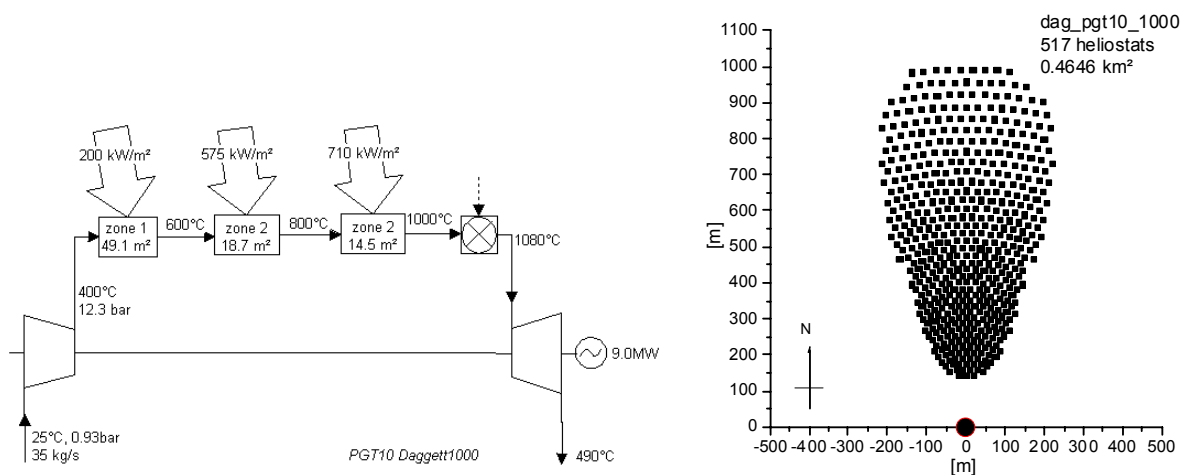 200 kW/m²
575 kW/m²
710 kW/m²
zone 1
49.1 m²
600°C
zone 2
18.7 m²
800°C
zone 2
14.5 m²
1000°C
1080°C
400°C
12.3 bar
9.0MW
25°C, 0.93bar
35 kg/s
PGT10 Daggett1000
490°C
dag_pgt10_1000
517 heliostats
0.4646 km²
1100
1000
900
800
700
600
500
400
300
200
100
0
[m]
N
-500 -400 -300 -200 -100 0 100 200 300 400 500
[m]